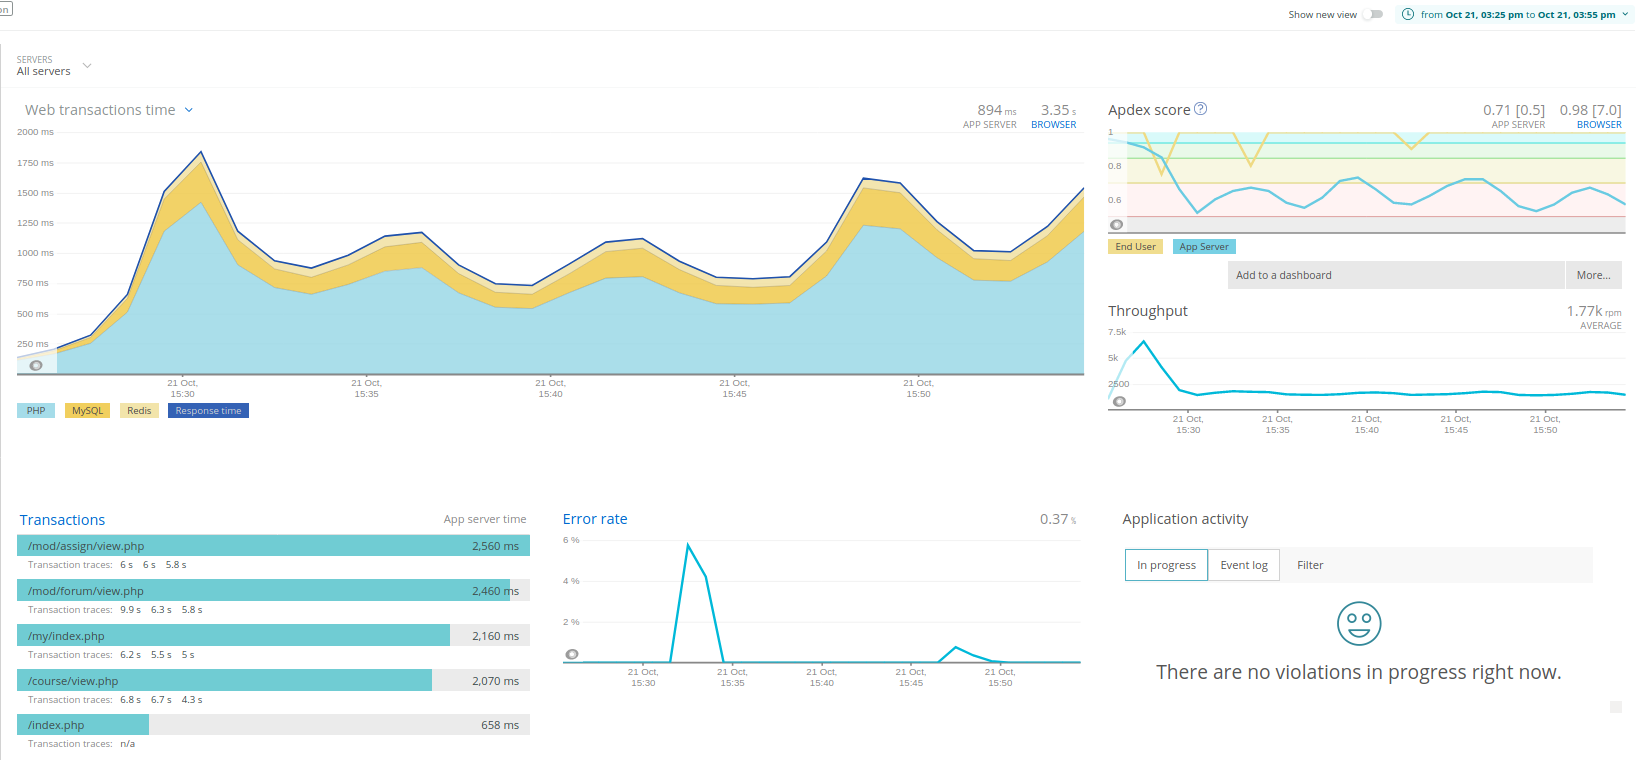 on
Show new view
from Oct 21, 03:25 pm to Oct 21, 03:55 pm
SERVERS
All servers
Web transactions time
894 ms
APP SERVER
3.35 s
BROWSER
2000 ms
1750 ms
1500 ms
1250 ms
1000 ms
750 ms
500 ms
250 ms
21 Oct,
15:30
21 Oct,
15:35
21 Oct,
15:40
21 Oct,
15:45
21 Oct,
15:50
PHP
MySQL
Redis
Response time
Apdex score ?
0.71 [0.5]
APP SERVER
0.98 [7.0]
BROWSER
1
0.8
0.6
End User
App Server
Add to a dashboard
More...
Throughput
1.77k rpm
AVERAGE
7.5k
5k
2500
21 Oct,
15:30
21 Oct,
15:35
21 Oct,
15:40
21 Oct,
15:45
21 Oct,
15:50
Transactions
App server time
/mod/assign/view.php 2,560 ms
Transaction traces: 6 s 6 s 5.8 s
/mod/forum/view.php 2,460 ms
Transaction traces: 9.9 s 6.3 s 5.8 s
/my/index.php 2,160 ms
Transaction traces: 6.2 s 5.5 s 5 s
/course/view.php 2,070 ms
Transaction traces: 6.8 s 6.7 s 4.3 s
/index.php 658 ms
Transaction traces: n/a
Error rate
0.37 %
6 %
4 %
2 %
21 Oct,
15:30
21 Oct,
15:35
21 Oct,
15:40
21 Oct,
15:45
21 Oct,
15:50
Application activity
In progress
Event log
Filter
There are no violations in progress right now.